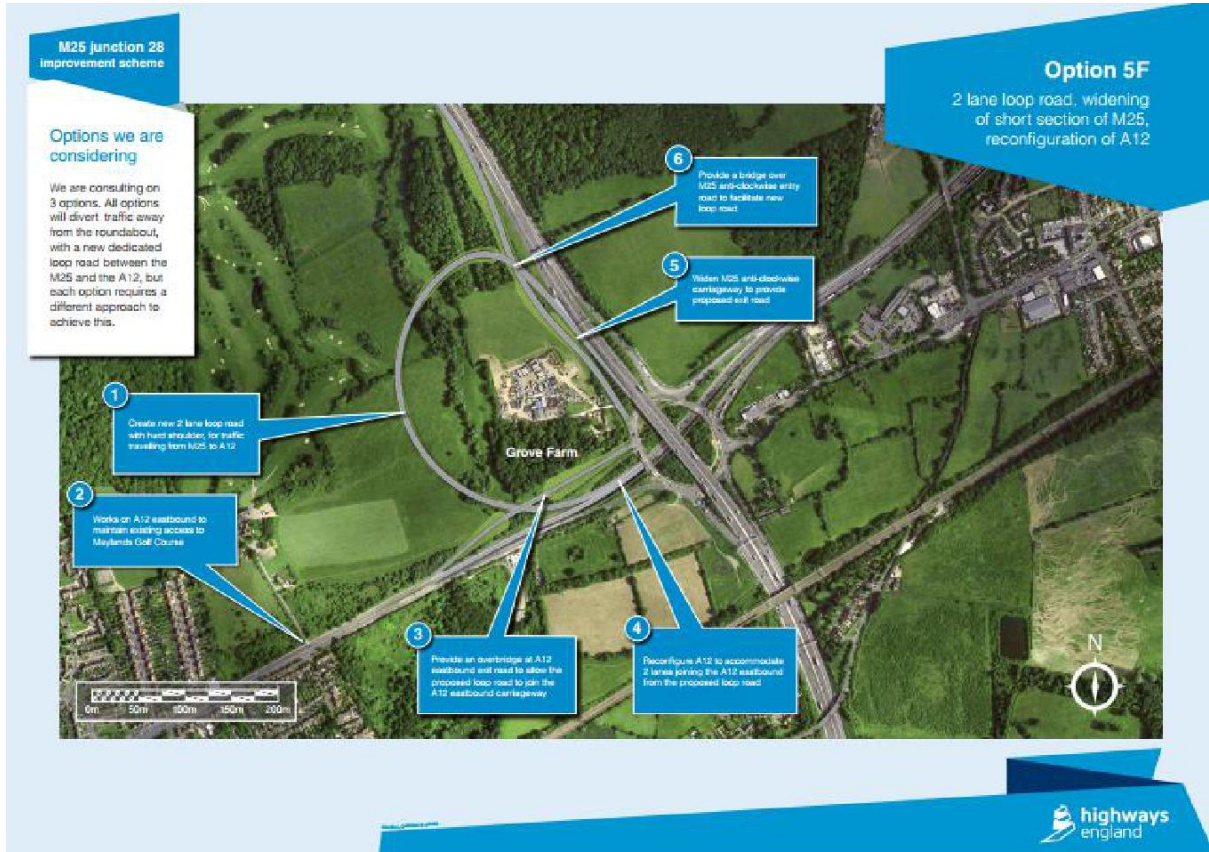 M25 junction 28
improvement scheme
Options we are
considering
We are consulting on
3 options. All options
will divert traffic away
from the roundabout,
with a new dedicated
loop road between the
M25 and the A12, but
each option requires a
different approach to
achieve this.
Option 5F
2 lane loop road, widening
of short section of M25,
reconfiguration of A12
6
Provide a bridge over
M25 anti-clockwise entry
road to facilitate new
loop road
5
Widen M25 anti-clockwise
carriageway to provide
proposed exit road
1
Create new 2 lane loop road
with hard shoulder, for traffic
travelling from M25 to A12
Grove Farm
2
Works on A12 eastbound to
maintain existing access to
Maylands Golf Course
3
Provide an overbridge at A12
eastbound exit road to allow the
proposed loop road to join the
A12 eastbound carriageway
4
Reconfigure A12 to accommodate
2 lanes joining the A12 eastbound
from the proposed loop road
N
0m 50m 100m 150m 200m
highways
england